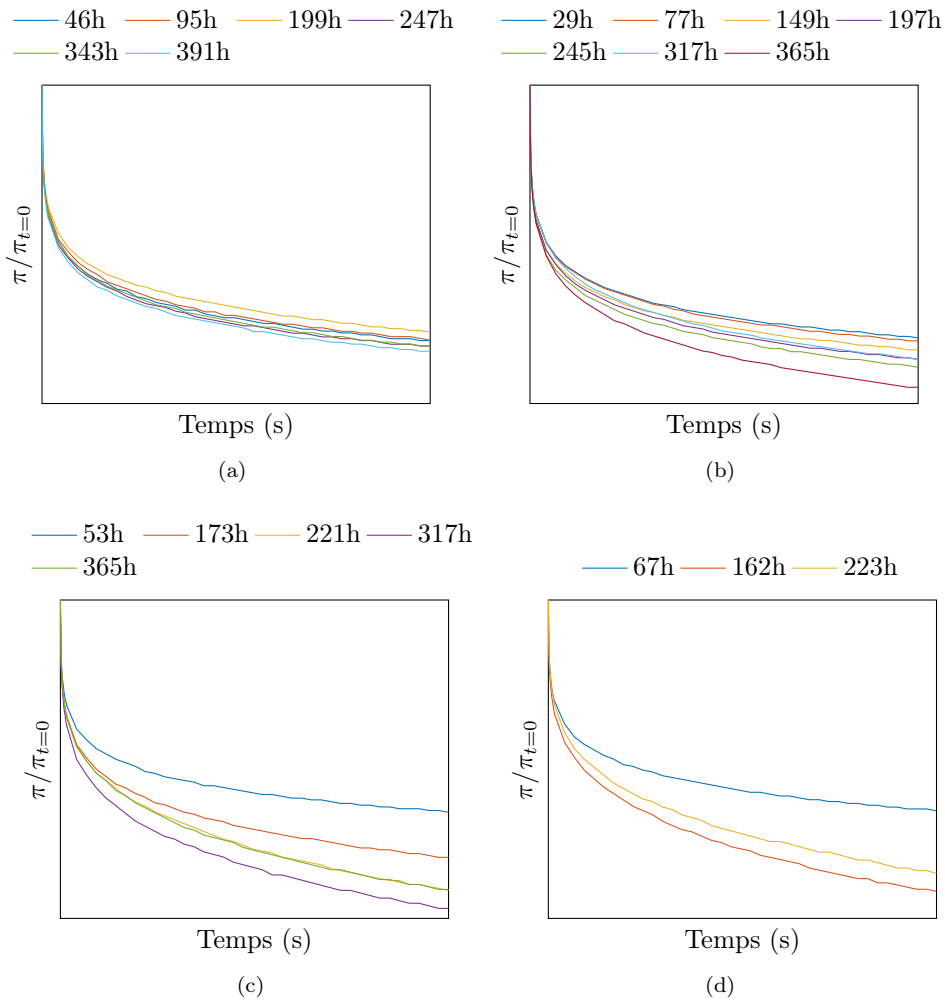 46h 95h 199h 247h
343h 391h
π/π_{t=0}
Temps (s)
(a)
29h 77h 149h 197h
245h 317h 365h
π/π_{t=0}
Temps (s)
(b)
53h 173h 221h 317h
365h
π/π_{t=0}
Temps (s)
(c)
67h 162h 223h
π/π_{t=0}
Temps (s)
(d)